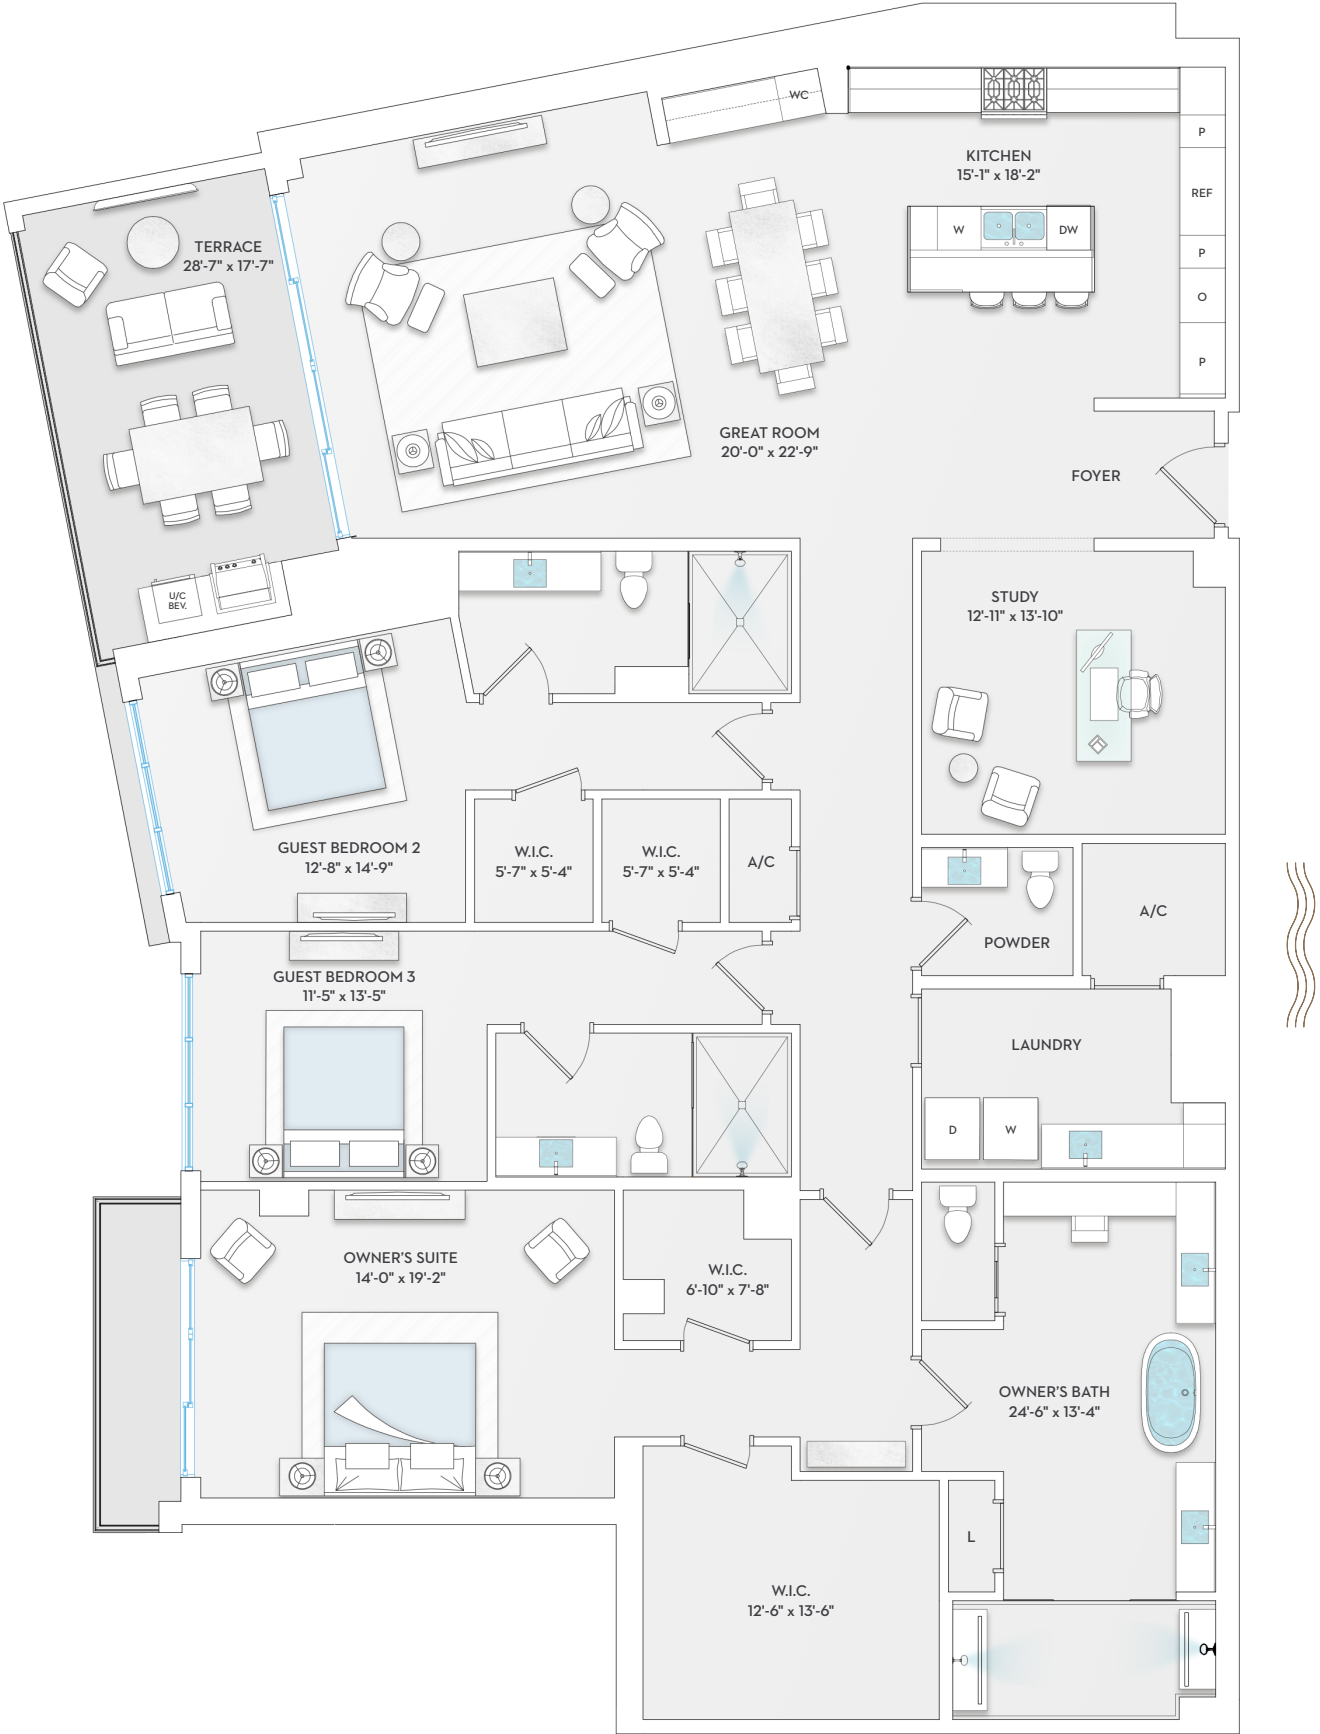 WC
P
KITCHEN
15'-1" x 18'-2"
REF
W
DW
TERRACE
28'-7" x 17'-7"
P
O
P
GREAT ROOM
20'-0" x 22'-9"
FOYER
U/C
BEV.
STUDY
12'-11" x 13'-10"
GUEST BEDROOM 2
12'-8" x 14'-9"
W.I.C.
5'-7" x 5'-4"
W.I.C.
5'-7" x 5'-4"
A/C
A/C
POWDER
GUEST BEDROOM 3
11'-5" x 13'-5"
LAUNDRY
D
W
OWNER'S SUITE
14'-0" x 19'-2"
W.I.C.
6'-10" x 7'-8"
OWNER'S BATH
24'-6" x 13'-4"
L
W.I.C.
12'-6" x 13'-6"